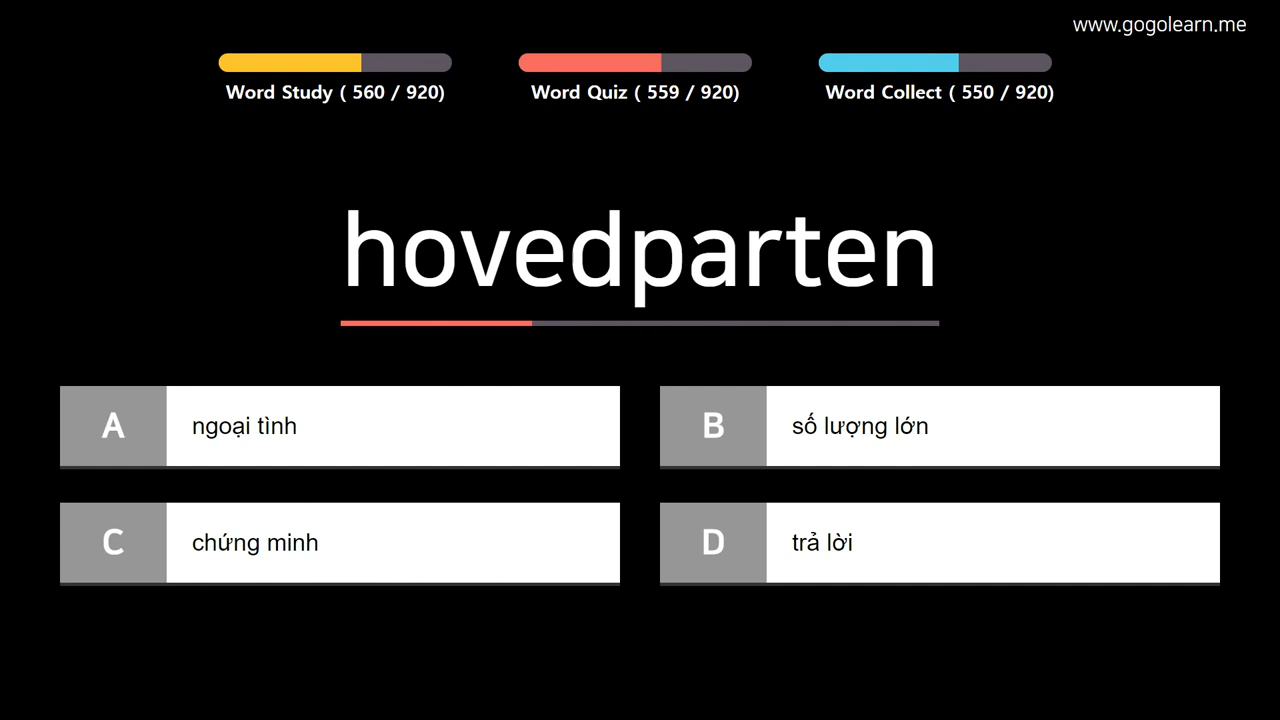 www.gogolearn.me
Word Study ( 560 / 920)
Word Quiz ( 559 / 920)
Word Collect ( 550 / 920)
hovedparten
A
ngoại tình
B
số lượng lớn
C
chứng minh
D
trả lời